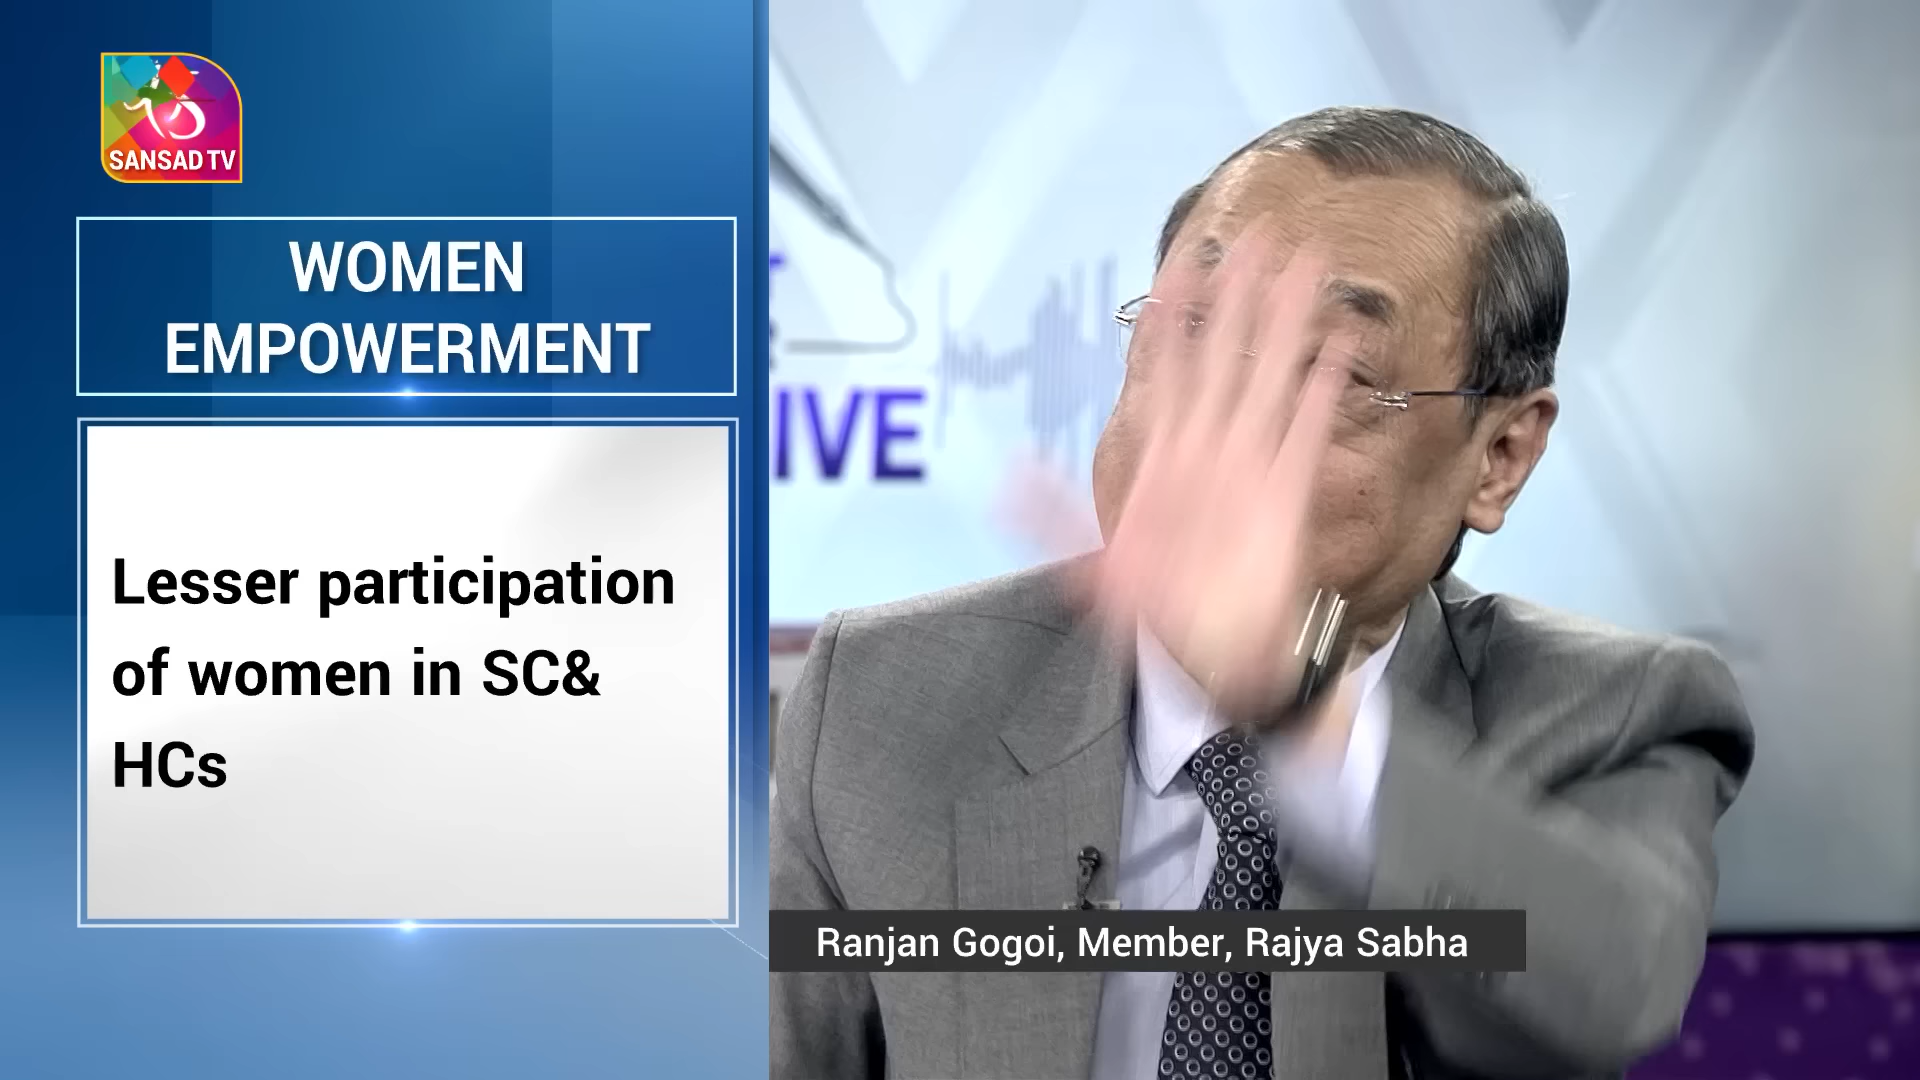 SANSAD TV
WOMEN
EMPOWERMENT
Lesser participation
of women in SC&
HCs
IVE
Ranjan Gogoi, Member, Rajya Sabha